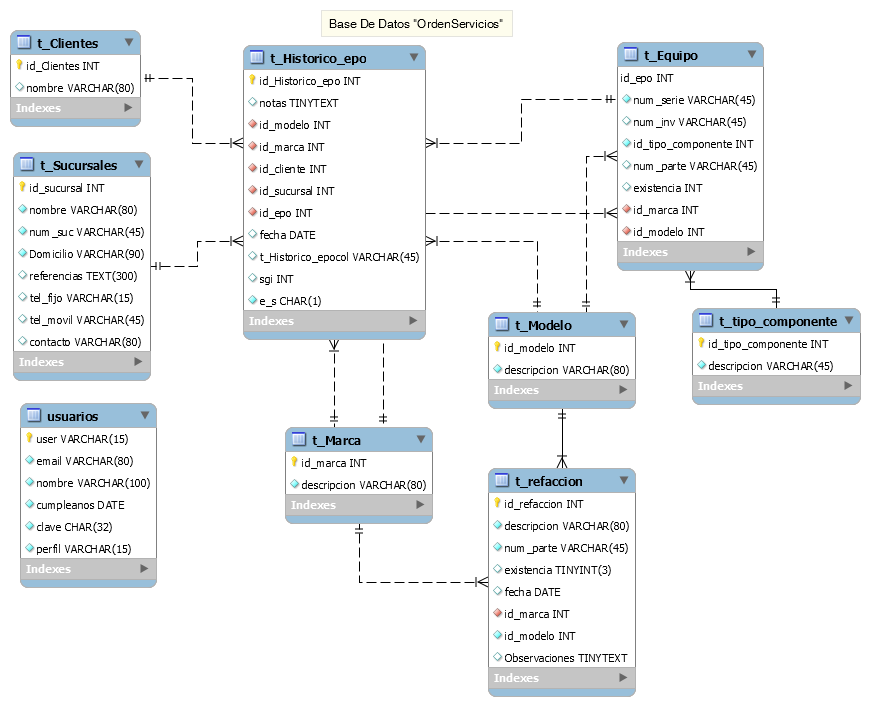 Base De Datos "OrdenServicios"
t_Clientes
id_Clientes INT
nombre VARCHAR(80)
Indexes
t_Sucursales
id_sucursal INT
nombre VARCHAR(80)
num_suc VARCHAR(45)
Domicilio VARCHAR(90)
referencias TEXT(300)
tel_fijo VARCHAR(15)
tel_movil VARCHAR(45)
contacto VARCHAR(80)
Indexes
usuarios
user VARCHAR(15)
email VARCHAR(80)
nombre VARCHAR(100)
cumpleanos DATE
clave CHAR(32)
perfil VARCHAR(15)
Indexes
t_Historico_epo
id_Historico_epo INT
notas TINYTEXT
id_modelo INT
id_marca INT
id_cliente INT
id_sucursal INT
id_epo INT
fecha DATE
t_Historico_epocol VARCHAR(45)
sgi INT
e_s CHAR(1)
Indexes
t_Marca
id_marca INT
descripcion VARCHAR(80)
Indexes
t_Equipo
id_epo INT
num_serie VARCHAR(45)
num_inv VARCHAR(45)
id_tipo_componente INT
num_parte VARCHAR(45)
existencia INT
id_marca INT
id_modelo INT
Indexes
t_Modelo
id_modelo INT
descripcion VARCHAR(80)
Indexes
t_tipo_componente
id_tipo_componente INT
descripcion VARCHAR(45)
Indexes
t_refaccion
id_refaccion INT
descripcion VARCHAR(80)
num_parte VARCHAR(45)
existencia TINYINT(3)
fecha DATE
id_marca INT
id_modelo INT
Observaciones TINYTEXT
Indexes